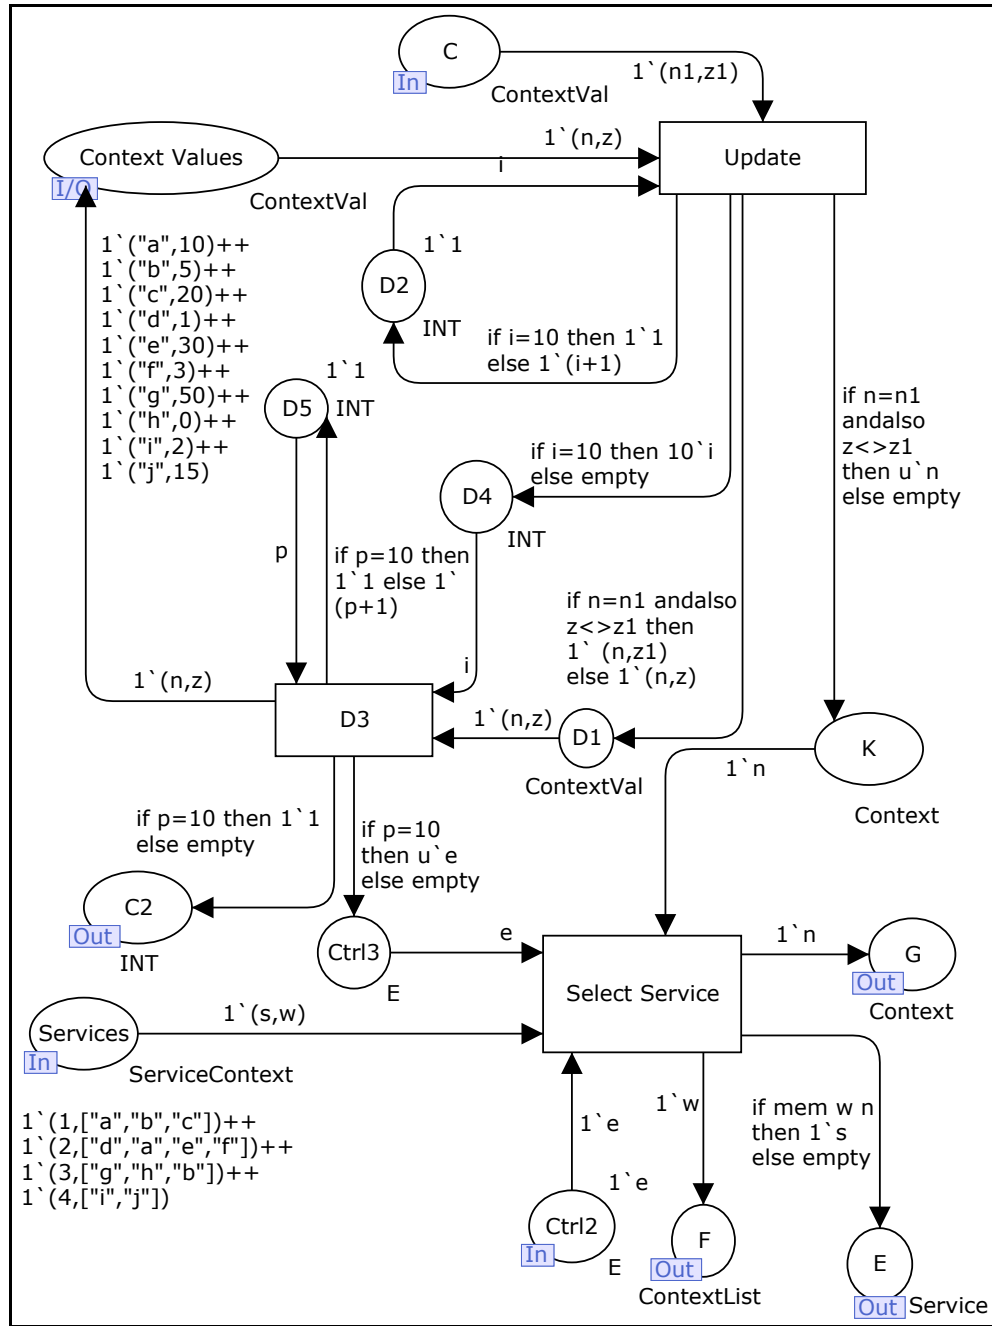 C
In
ContextVal
1`(n1,z1)
Context Values
I/O
ContextVal
1`(n,z)
i
Update
1`("a",10)++
1`("b",5)++
1`("c",20)++
1`("d",1)++
1`("e",30)++
1`("f",3)++
1`("g",50)++
1`("h",0)++
1`("i",2)++
1`("j",15)
1`1
D2
INT
if i=10 then 1`1
else 1`(i+1)
1`1
D5
INT
if i=10 then 10`i
else empty
D4
INT
if n=n1
andalso
z<>z1
then u`n
else empty
p
if p=10 then
1`1 else 1`
(p+1)
i
if n=n1 andalso
z<>z1 then
1` (n,z1)
else 1`(n,z)
1`(n,z)
D3
1`(n,z)
D1
ContextVal
K
Context
1`n
if p=10 then 1`1
else empty
if p=10
then u`e
else empty
C2
Out
INT
Ctrl3
E
e
Select Service
1`n
G
Out
Context
Services
In
ServiceContext
1`(s,w)
1`(1,["a","b","c"])++
1`(2,["d","a","e","f"])++
1`(3,["g","h","b"])++
1`(4,["i","j"])
1`e
1`e
Ctrl2
In
E
1`w
F
Out
ContextList
if mem w n
then 1`s
else empty
E
Out
Service